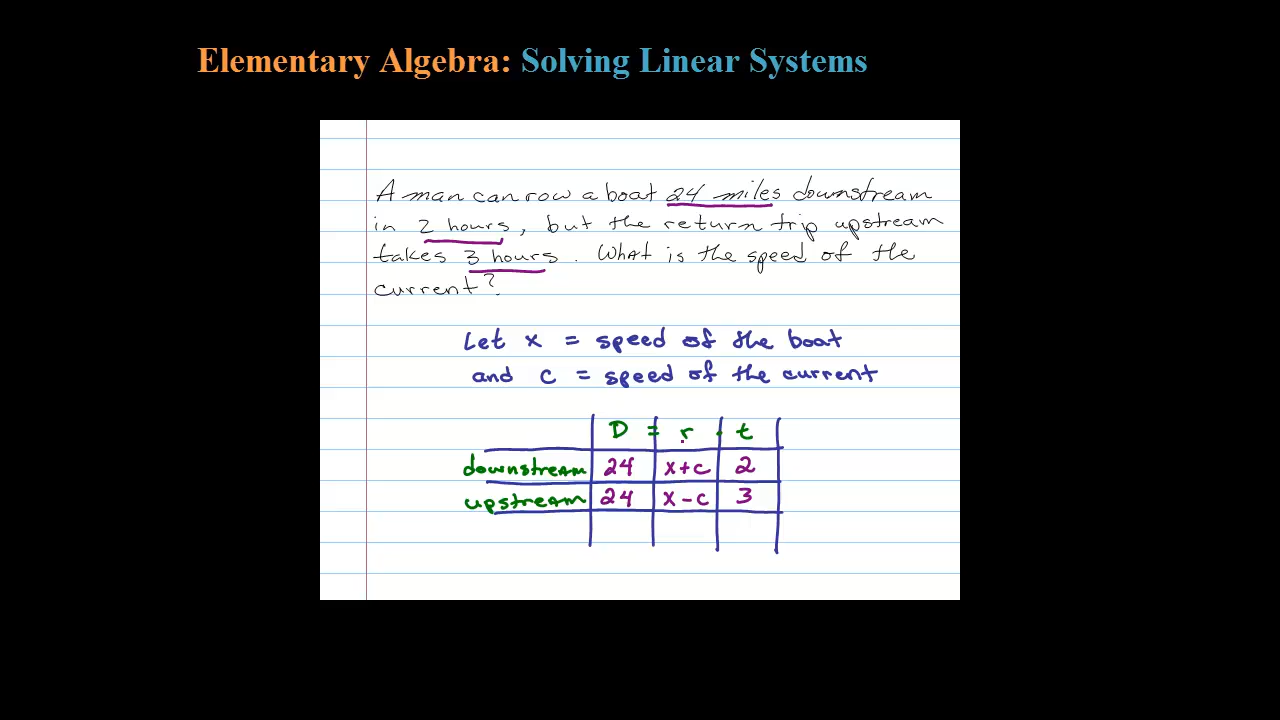 Elementary Algebra: Solving Linear Systems
A man can row a boat 24 miles downstream
in 2 hours, but the return trip upstream
takes 3 hours. What is the speed of the
current?
Let x = speed of the boat
and c = speed of the current
D = r · t
downstream 24 x+c 2
upstream 24 x-c 3